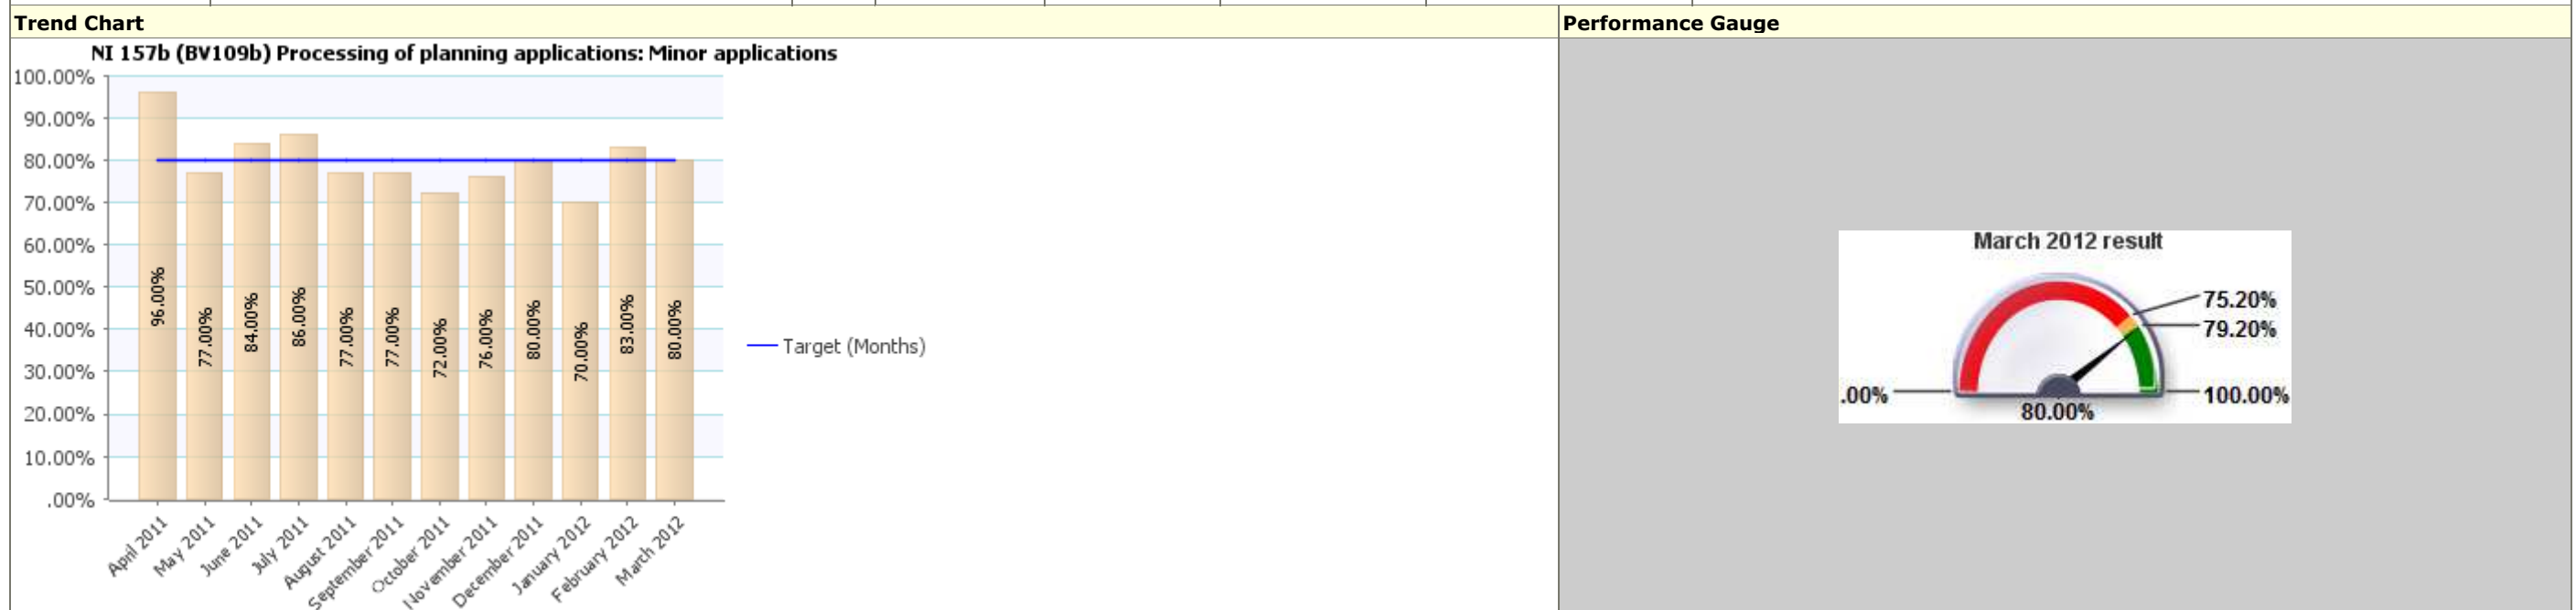 Trend Chart
Performance Gauge
NI 157b (BV109b) Processing of planning applications: Minor applications
100.00%
90.00%
80.00%
70.00%
60.00%
50.00%
40.00%
30.00%
20.00%
10.00%
.00%
96.00%
77.00%
84.00%
86.00%
77.00%
77.00%
72.00%
76.00%
80.00%
70.00%
83.00%
80.00%
April 2011
May 2011
June 2011
July 2011
August 2011
September 2011
October 2011
November 2011
December 2011
January 2012
February 2012
March 2012
Target (Months)
March 2012 result
75.20%
79.20%
.00%
100.00%
80.00%